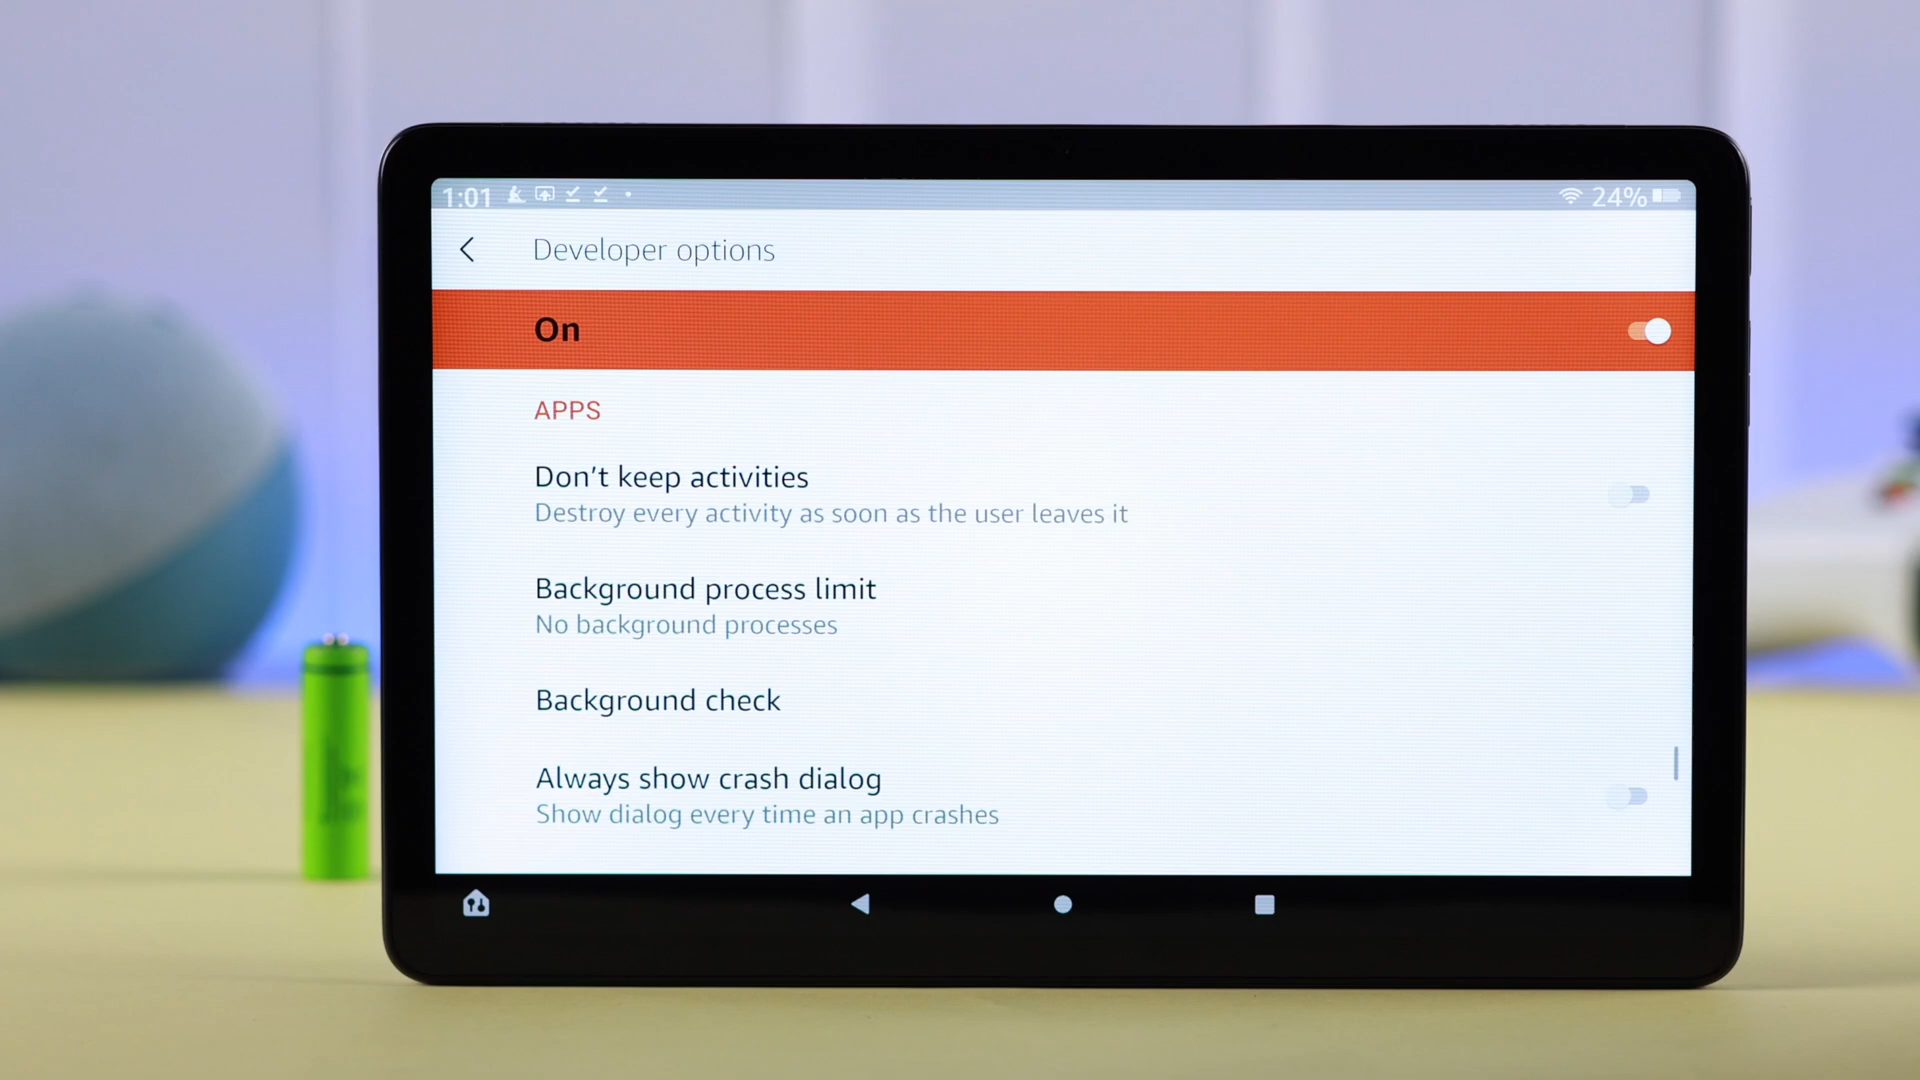 1:01
24%
Developer options
On
APPS
Don't keep activities
Destroy every activity as soon as the user leaves it
Background process limit
No background processes
Background check
Always show crash dialog
Show dialog every time an app crashes